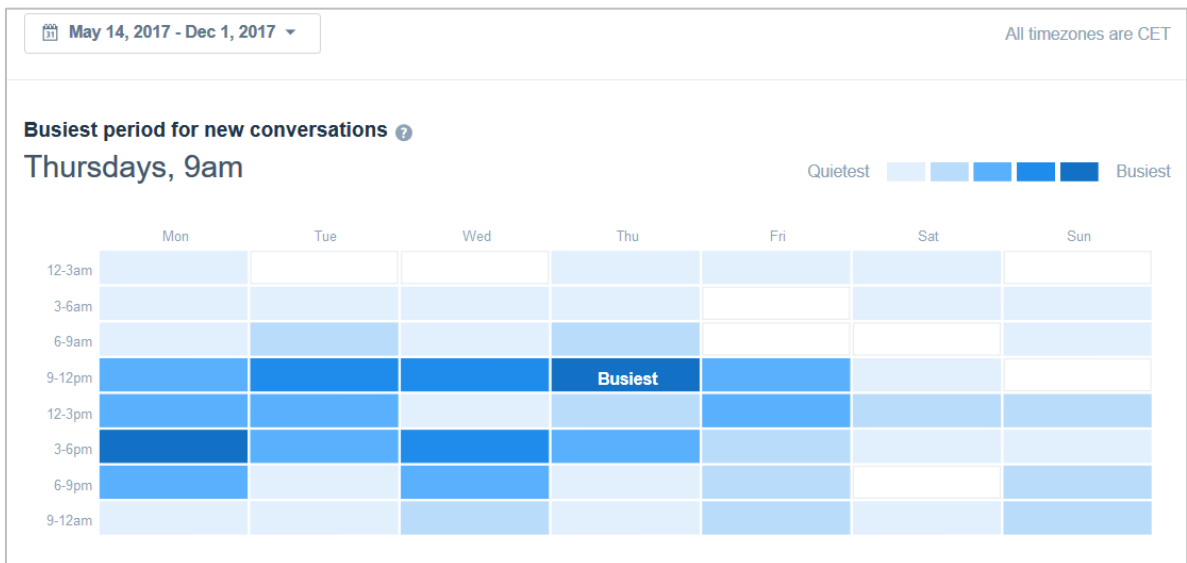 31 May 14, 2017 - Dec 1, 2017
All timezones are CET
Busiest period for new conversations ?
Thursdays, 9am
Quietest Busiest
Mon Tue Wed Thu Fri Sat Sun
12-3am
3-6am
6-9am
9-12pm Busiest
12-3pm
3-6pm
6-9pm
9-12am